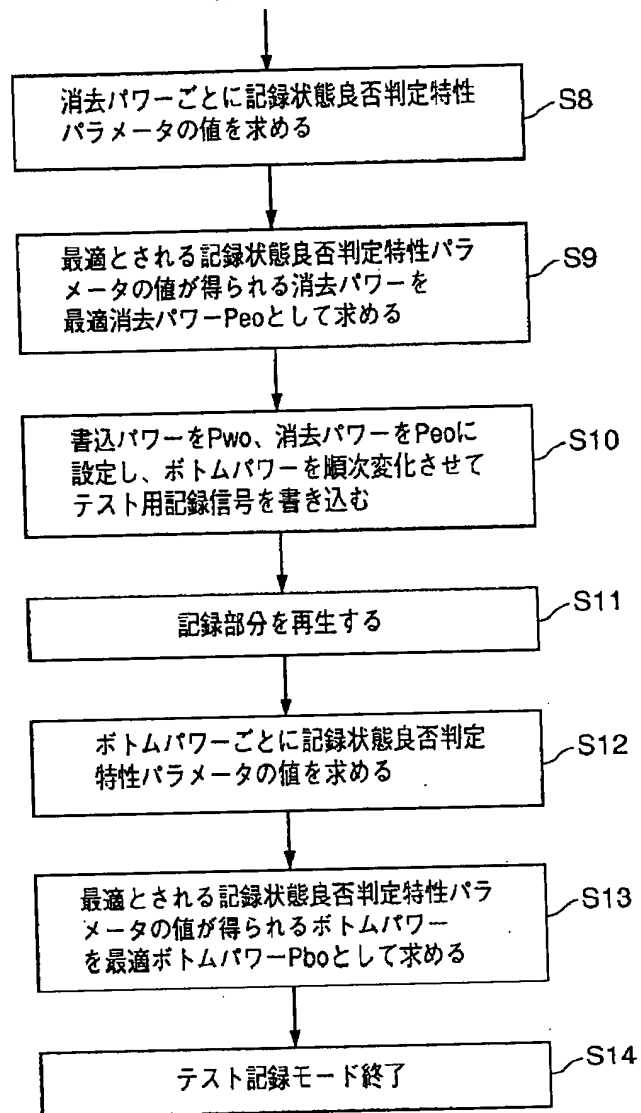 消去パワーごとに記録状態良否判定特性
パラメータの値を求める
S8
最適とされる記録状態良否判定特性パラ
メータの値が得られる消去パワーを
最適消去パワーPeoとして求める
S9
書込パワーをPwo、消去パワーをPeoに
設定し、ボトムパワーを順次変化させて
テスト用記録信号を書き込む
S10
記録部分を再生する
S11
ボトムパワーごとに記録状態良否判定
特性パラメータの値を求める
S12
最適とされる記録状態良否判定特性パラ
メータの値が得られるボトムパワー
を最適ボトムパワーPboとして求める
S13
テスト記録モード終了
S14